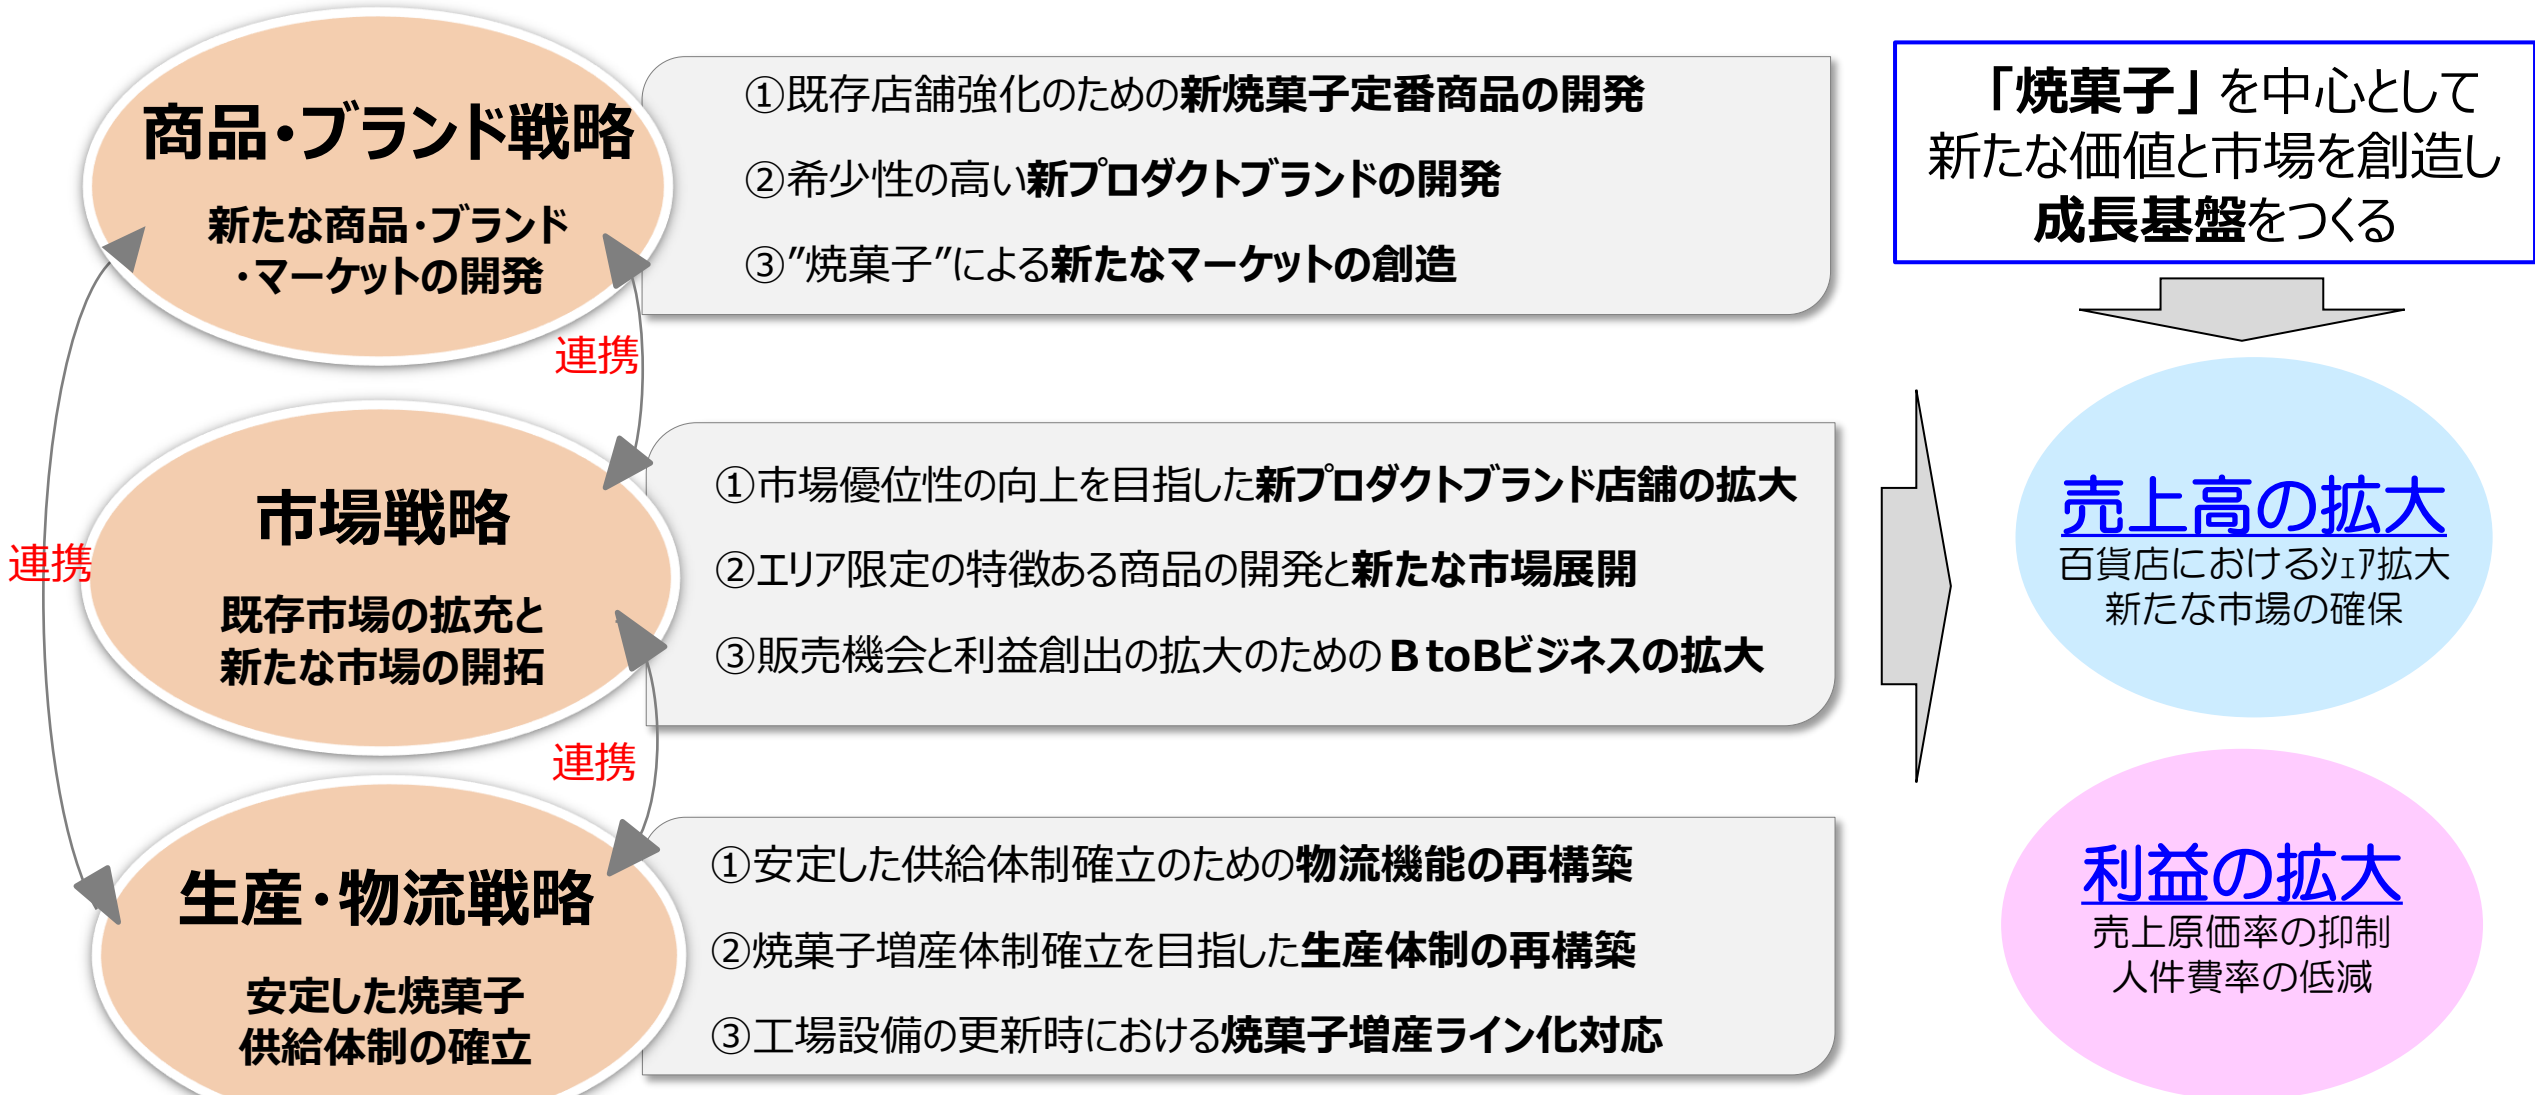 商品・ブランド戦略
新たな商品・ブランド
・マーケットの開発
①既存店舗強化のための新焼菓子定番商品の開発
②希少性の高い新プロダクトブランドの開発
③”焼菓子”による新たなマーケットの創造
連携
市場戦略
既存市場の拡充と
新たな市場の開拓
①市場優位性の向上を目指した新プロダクトブランド店舗の拡大
②エリア限定の特徴ある商品の開発と新たな市場展開
③販売機会と利益創出の拡大のためのＢtoBビジネスの拡大
連携
連携
生産・物流戦略
安定した焼菓子
供給体制の確立
①安定した供給体制確立のための物流機能の再構築
②焼菓子増産体制確立を目指した生産体制の再構築
③工場設備の更新時における焼菓子増産ライン化対応
「焼菓子」を中心として
新たな価値と市場を創造し
成長基盤をつくる
売上高の拡大
百貨店におけるｼｪｱ拡大
新たな市場の確保
利益の拡大
売上原価率の抑制
人件費率の低減